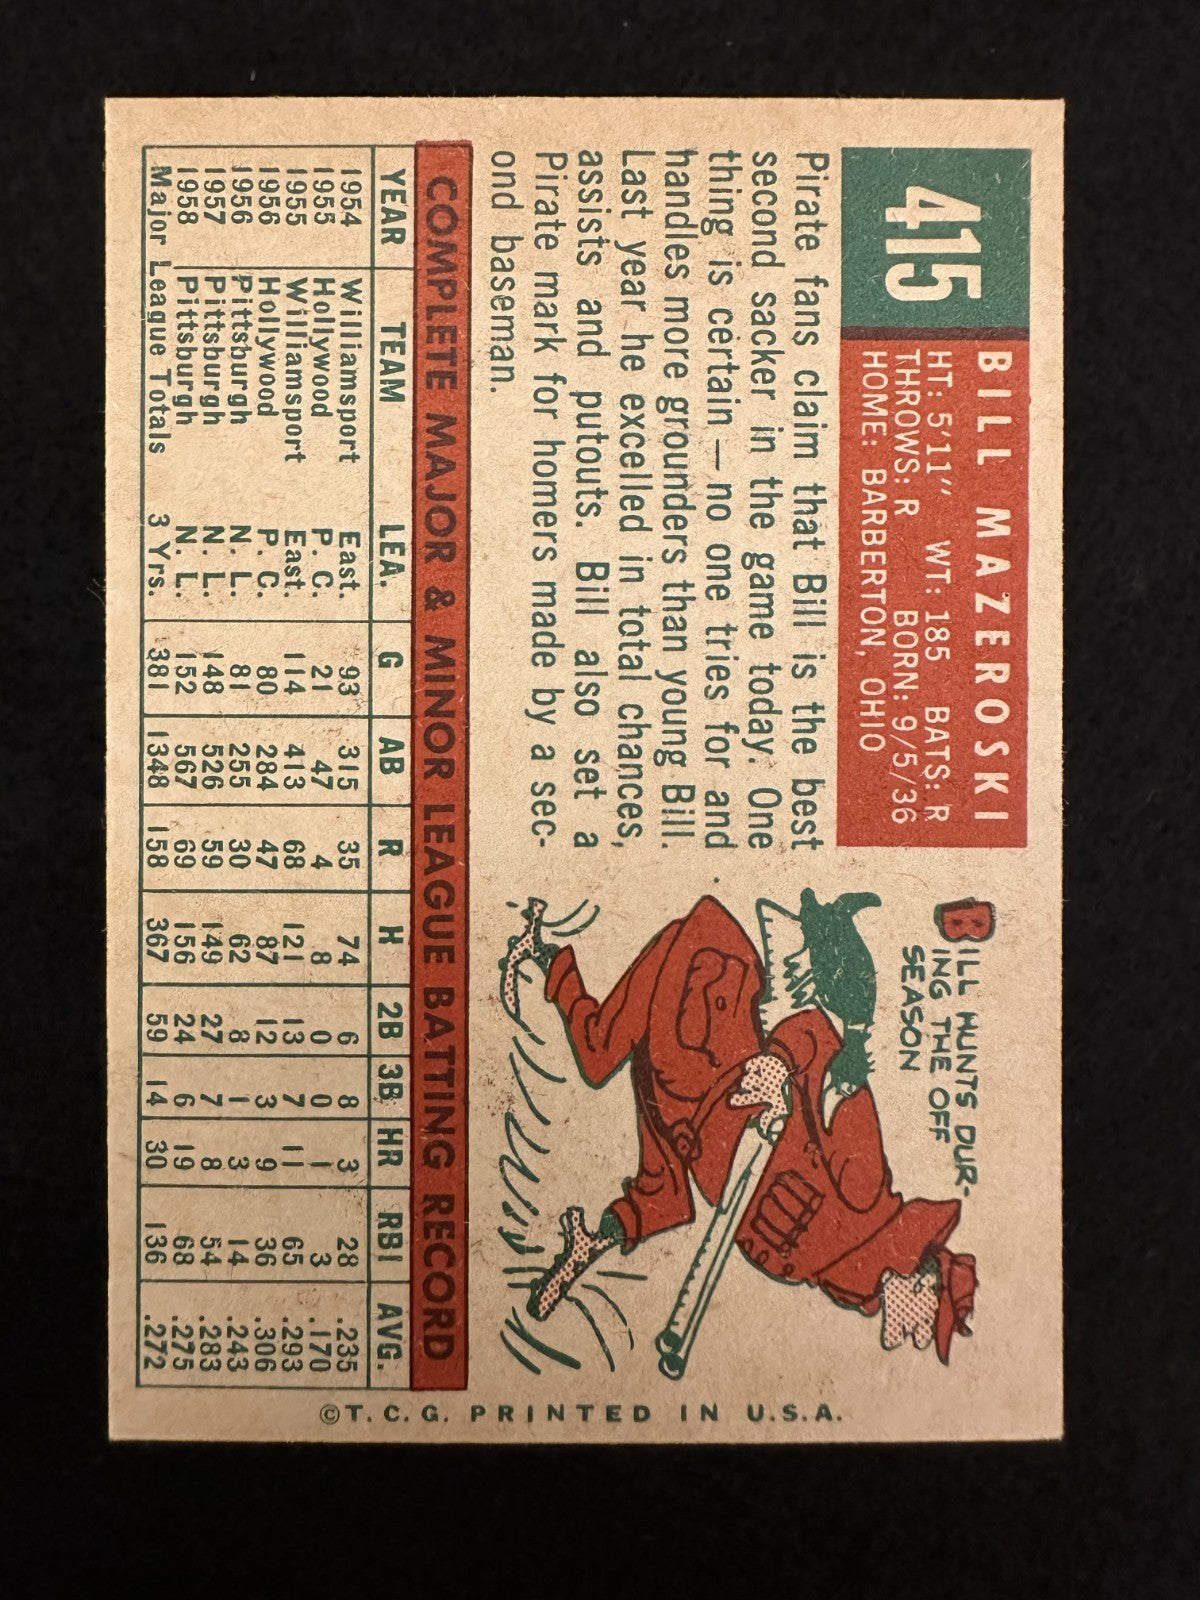 415
BILL MAZEROSKI
HT: 5'11" WT: 185 BATS: R
THROWS: R BORN: 9/5/36
HOME: BARBERTON, OHIO
Pirate fans claim that Bill is the best
second sacker in the game today. One
thing is certain—no one tries for and
handles more grounders than young Bill.
Last year he excelled in total chances,
assists and putouts. Bill also set a
Pirate mark for homers made by a sec-
ond baseman.
BILL HUNTS DUR-
ING THE OFF
SEASON
COMPLETE MAJOR & MINOR LEAGUE BATTING RECORD
YEAR TEAM LEA. G AB R H 2B 3B HR RBI AVG.
1954 Williamsport East. 93 315 35 74 6 8 3 28 .235
1955 Hollywood P. C. 21 47 4 8 0 0 1 3 .170
1955 Williamsport East. 114 413 68 121 13 7 11 65 .293
1956 Hollywood P. C. 80 284 47 87 12 3 9 36 .306
1956 Pittsburgh N. L. 81 255 30 62 8 1 3 14 .243
1957 Pittsburgh N. L. 148 526 59 149 27 7 8 54 .283
1958 Pittsburgh N. L. 152 567 69 156 24 6 19 68 .275
Major League Totals 3 Yrs. 381 1348 158 367 59 14 30 136 .272
©T. C. G. PRINTED IN U.S.A.